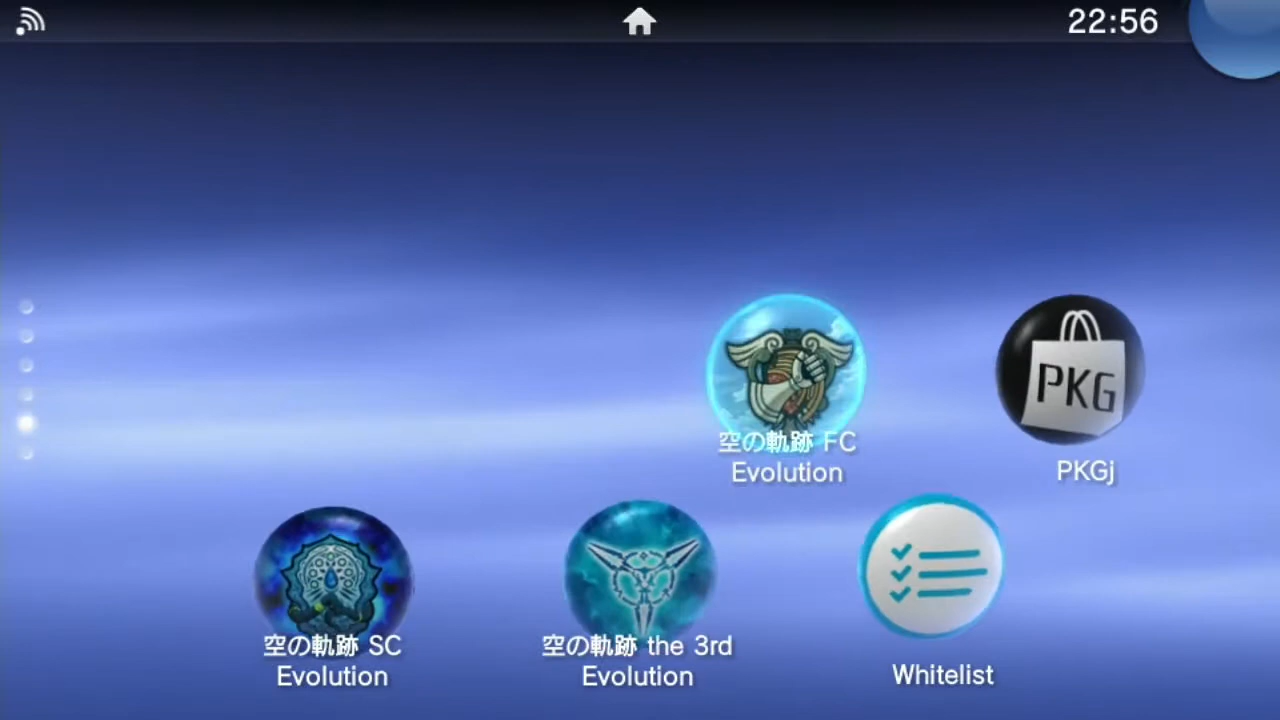 22:56
PKG
空の軌跡 FC
Evolution
PKGj
空の軌跡 SC
Evolution
空の軌跡 the 3rd
Evolution
Whitelist